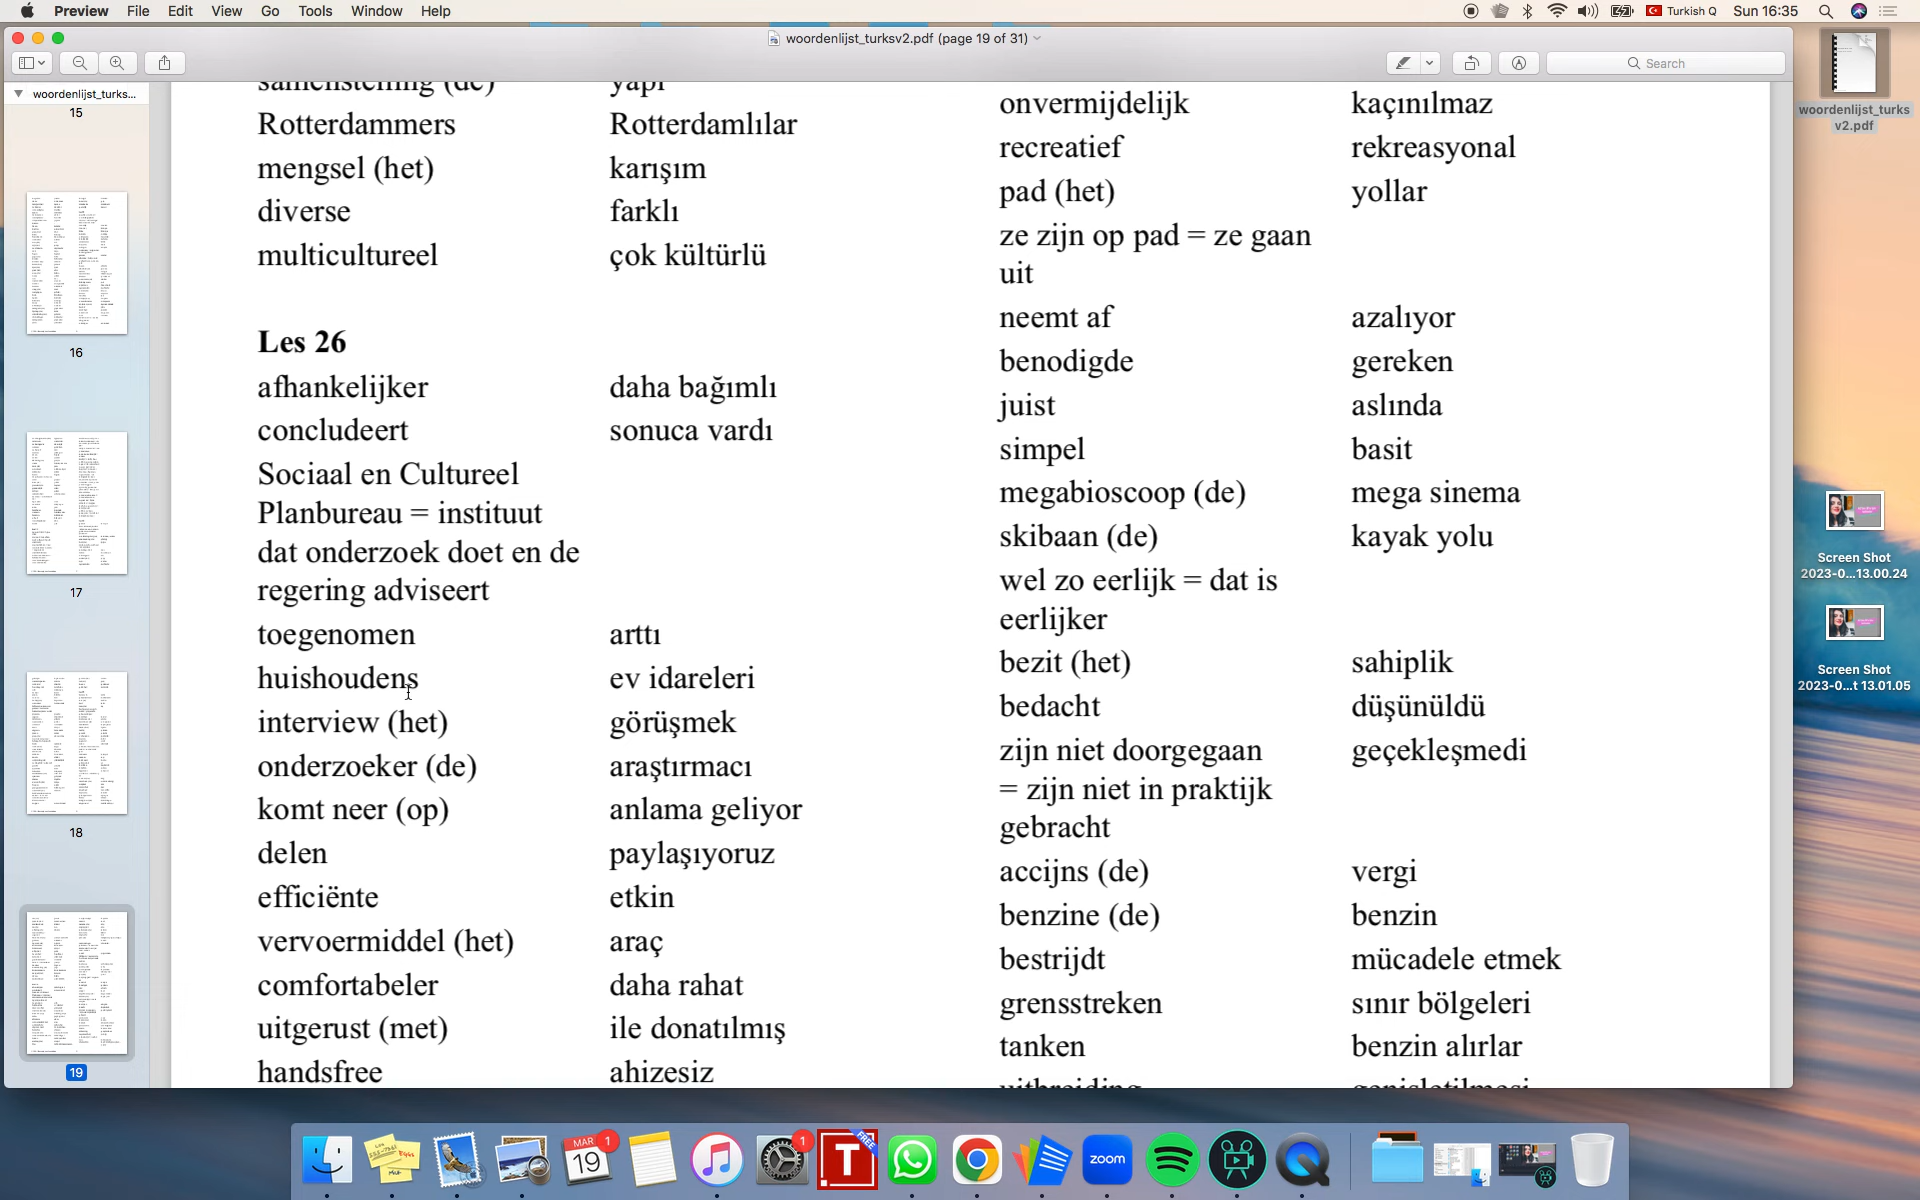 Preview File Edit View Go Tools Window Help
Turkish Q Sun 16:35
woordenlijst_turksv2.pdf (page 19 of 31)
Search
woordenlijst_turks...
15
16
17
18
19
samenstelling (de) yapı
Rotterdammers Rotterdamlılar
mengsel (het) karışım
diverse farklı
multicultureel çok kültürlü
Les 26
afhankelijker daha bağımlı
concludeert sonuca vardı
Sociaal en Cultureel
Planbureau = instituut
dat onderzoek doet en de
regering adviseert
toegenomen arttı
huishoudens ev idareleri
interview (het) görüşmek
onderzoeker (de) araştırmacı
komt neer (op) anlama geliyor
delen paylaşıyoruz
efficiënte etkin
vervoermiddel (het) araç
comfortabeler daha rahat
uitgerust (met) ile donatılmış
handsfree ahizesiz
onvermijdelijk kaçınılmaz
recreatief rekreasyonal
pad (het) yollar
ze zijn op pad = ze gaan
uit
neemt af azalıyor
benodigde gereken
juist aslında
simpel basit
megabioscoop (de) mega sinema
skibaan (de) kayak yolu
wel zo eerlijk = dat is
eerlijker
bezit (het) sahiplik
bedacht düşünüldü
zijn niet doorgegaan geçekleşmedi
= zijn niet in praktijk
gebracht
accijns (de) vergi
benzine (de) benzin
bestrijdt mücadele etmek
grensstreken sınır bölgeleri
tanken benzin alırlar
uitbreiding genişletilmesi
woordenlijst_turks
v2.pdf
Screen Shot
2023-0...13.00.24
Screen Shot
2023-0...t 13.01.05
MAR 1
19
1
T
FREE
zoom